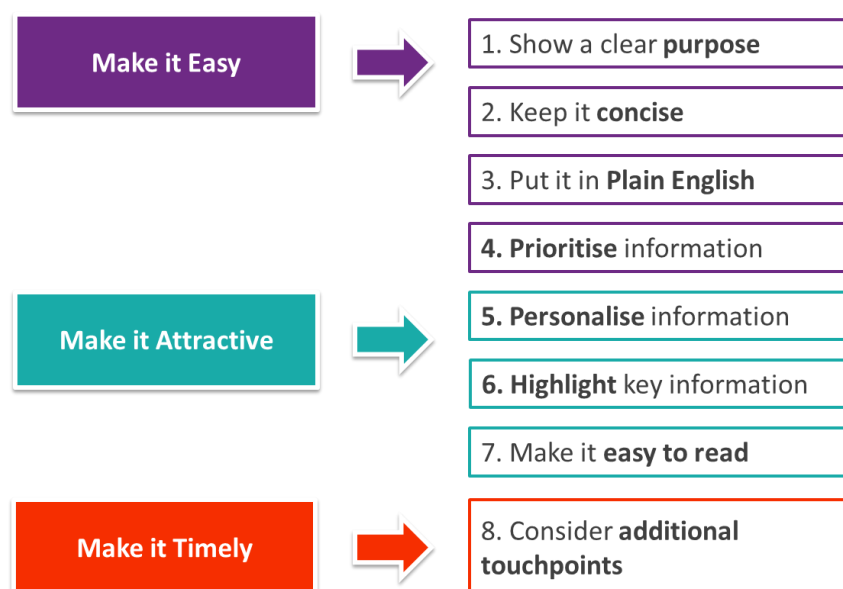 Make it Easy
1. Show a clear purpose
2. Keep it concise
3. Put it in Plain English
4. Prioritise information
Make it Attractive
5. Personalise information
6. Highlight key information
7. Make it easy to read
Make it Timely
8. Consider additional
touchpoints